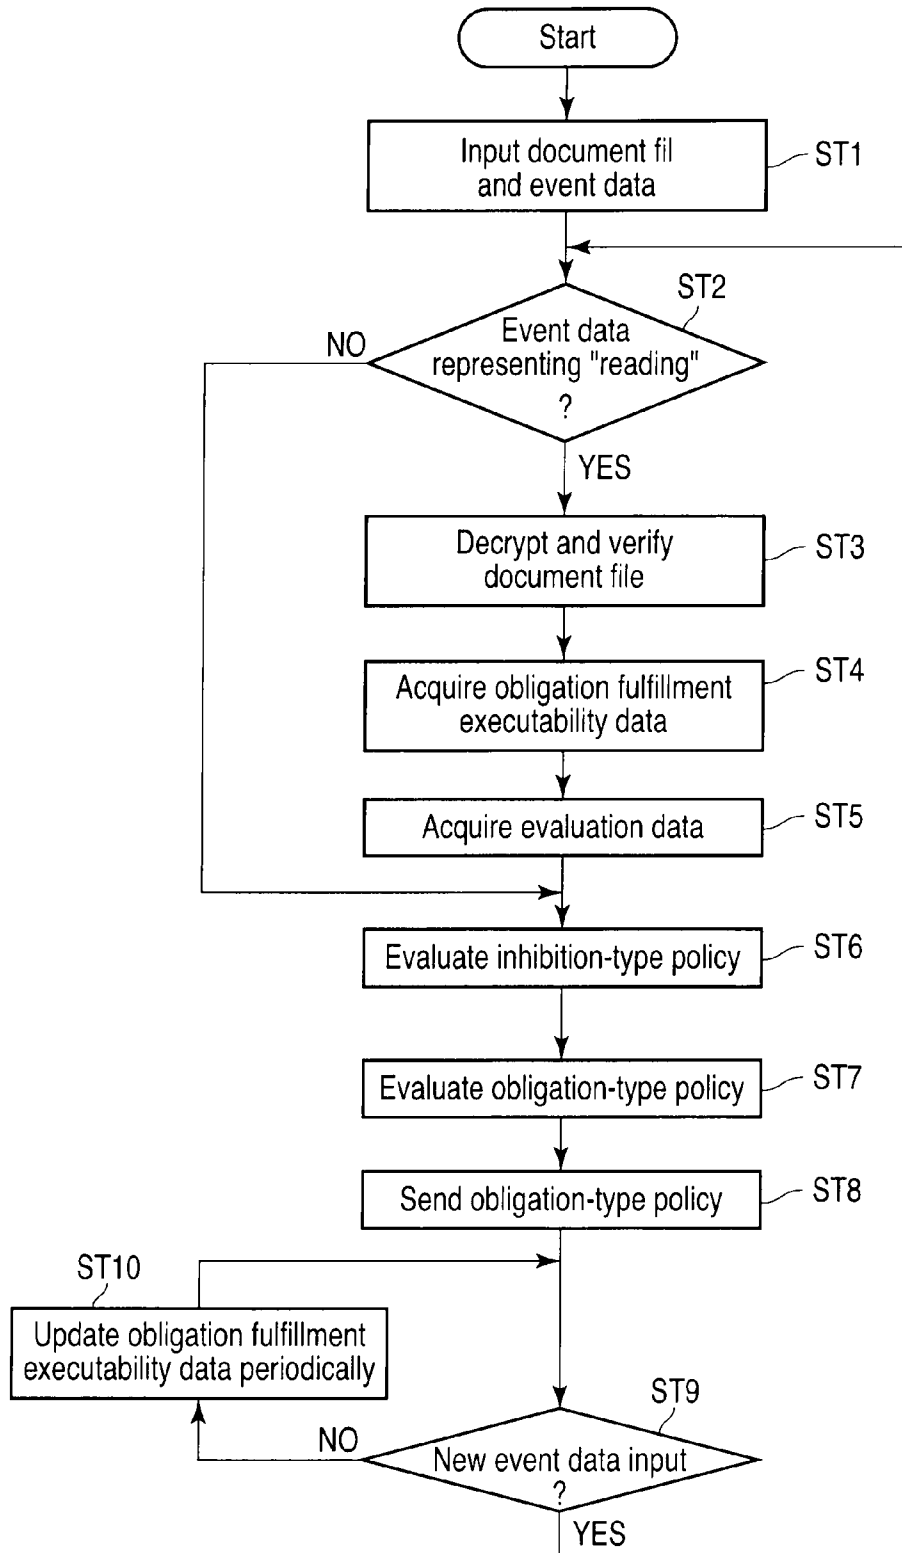 Start
Input document fil
and event data
ST1
ST2
Event data
representing "reading"
?
NO
YES
Decrypt and verify
document file
ST3
Acquire obligation fulfillment
executability data
ST4
Acquire evaluation data
ST5
Evaluate inhibition-type policy
ST6
Evaluate obligation-type policy
ST7
Send obligation-type policy
ST8
ST10
Update obligation fulfillment
executability data periodically
ST9
New event data input
?
NO
YES